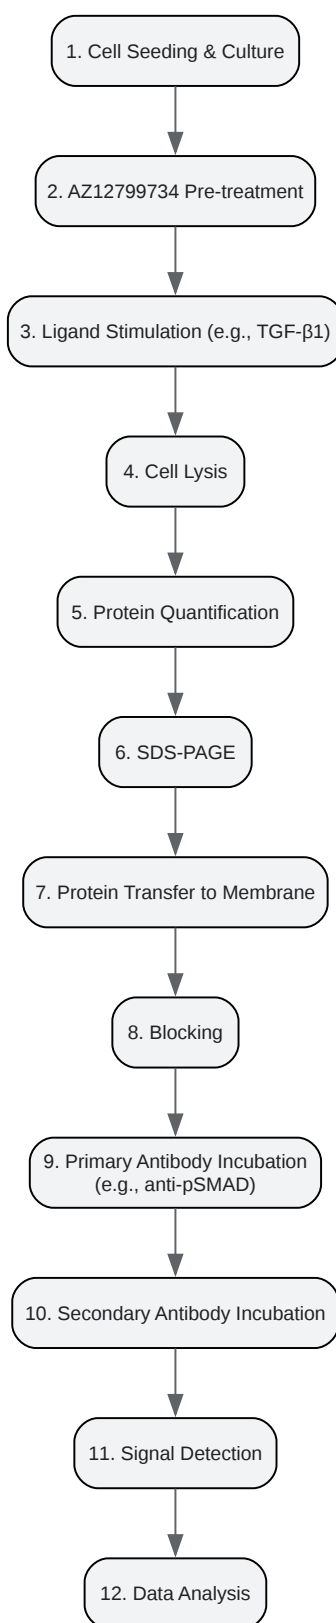 1. Cell Seeding & Culture
2. AZ12799734 Pre-treatment
3. Ligand Stimulation (e.g., TGF-β1)
4. Cell Lysis
5. Protein Quantification
6. SDS-PAGE
7. Protein Transfer to Membrane
8. Blocking
9. Primary Antibody Incubation
(e.g., anti-pSMAD)
10. Secondary Antibody Incubation
11. Signal Detection
12. Data Analysis